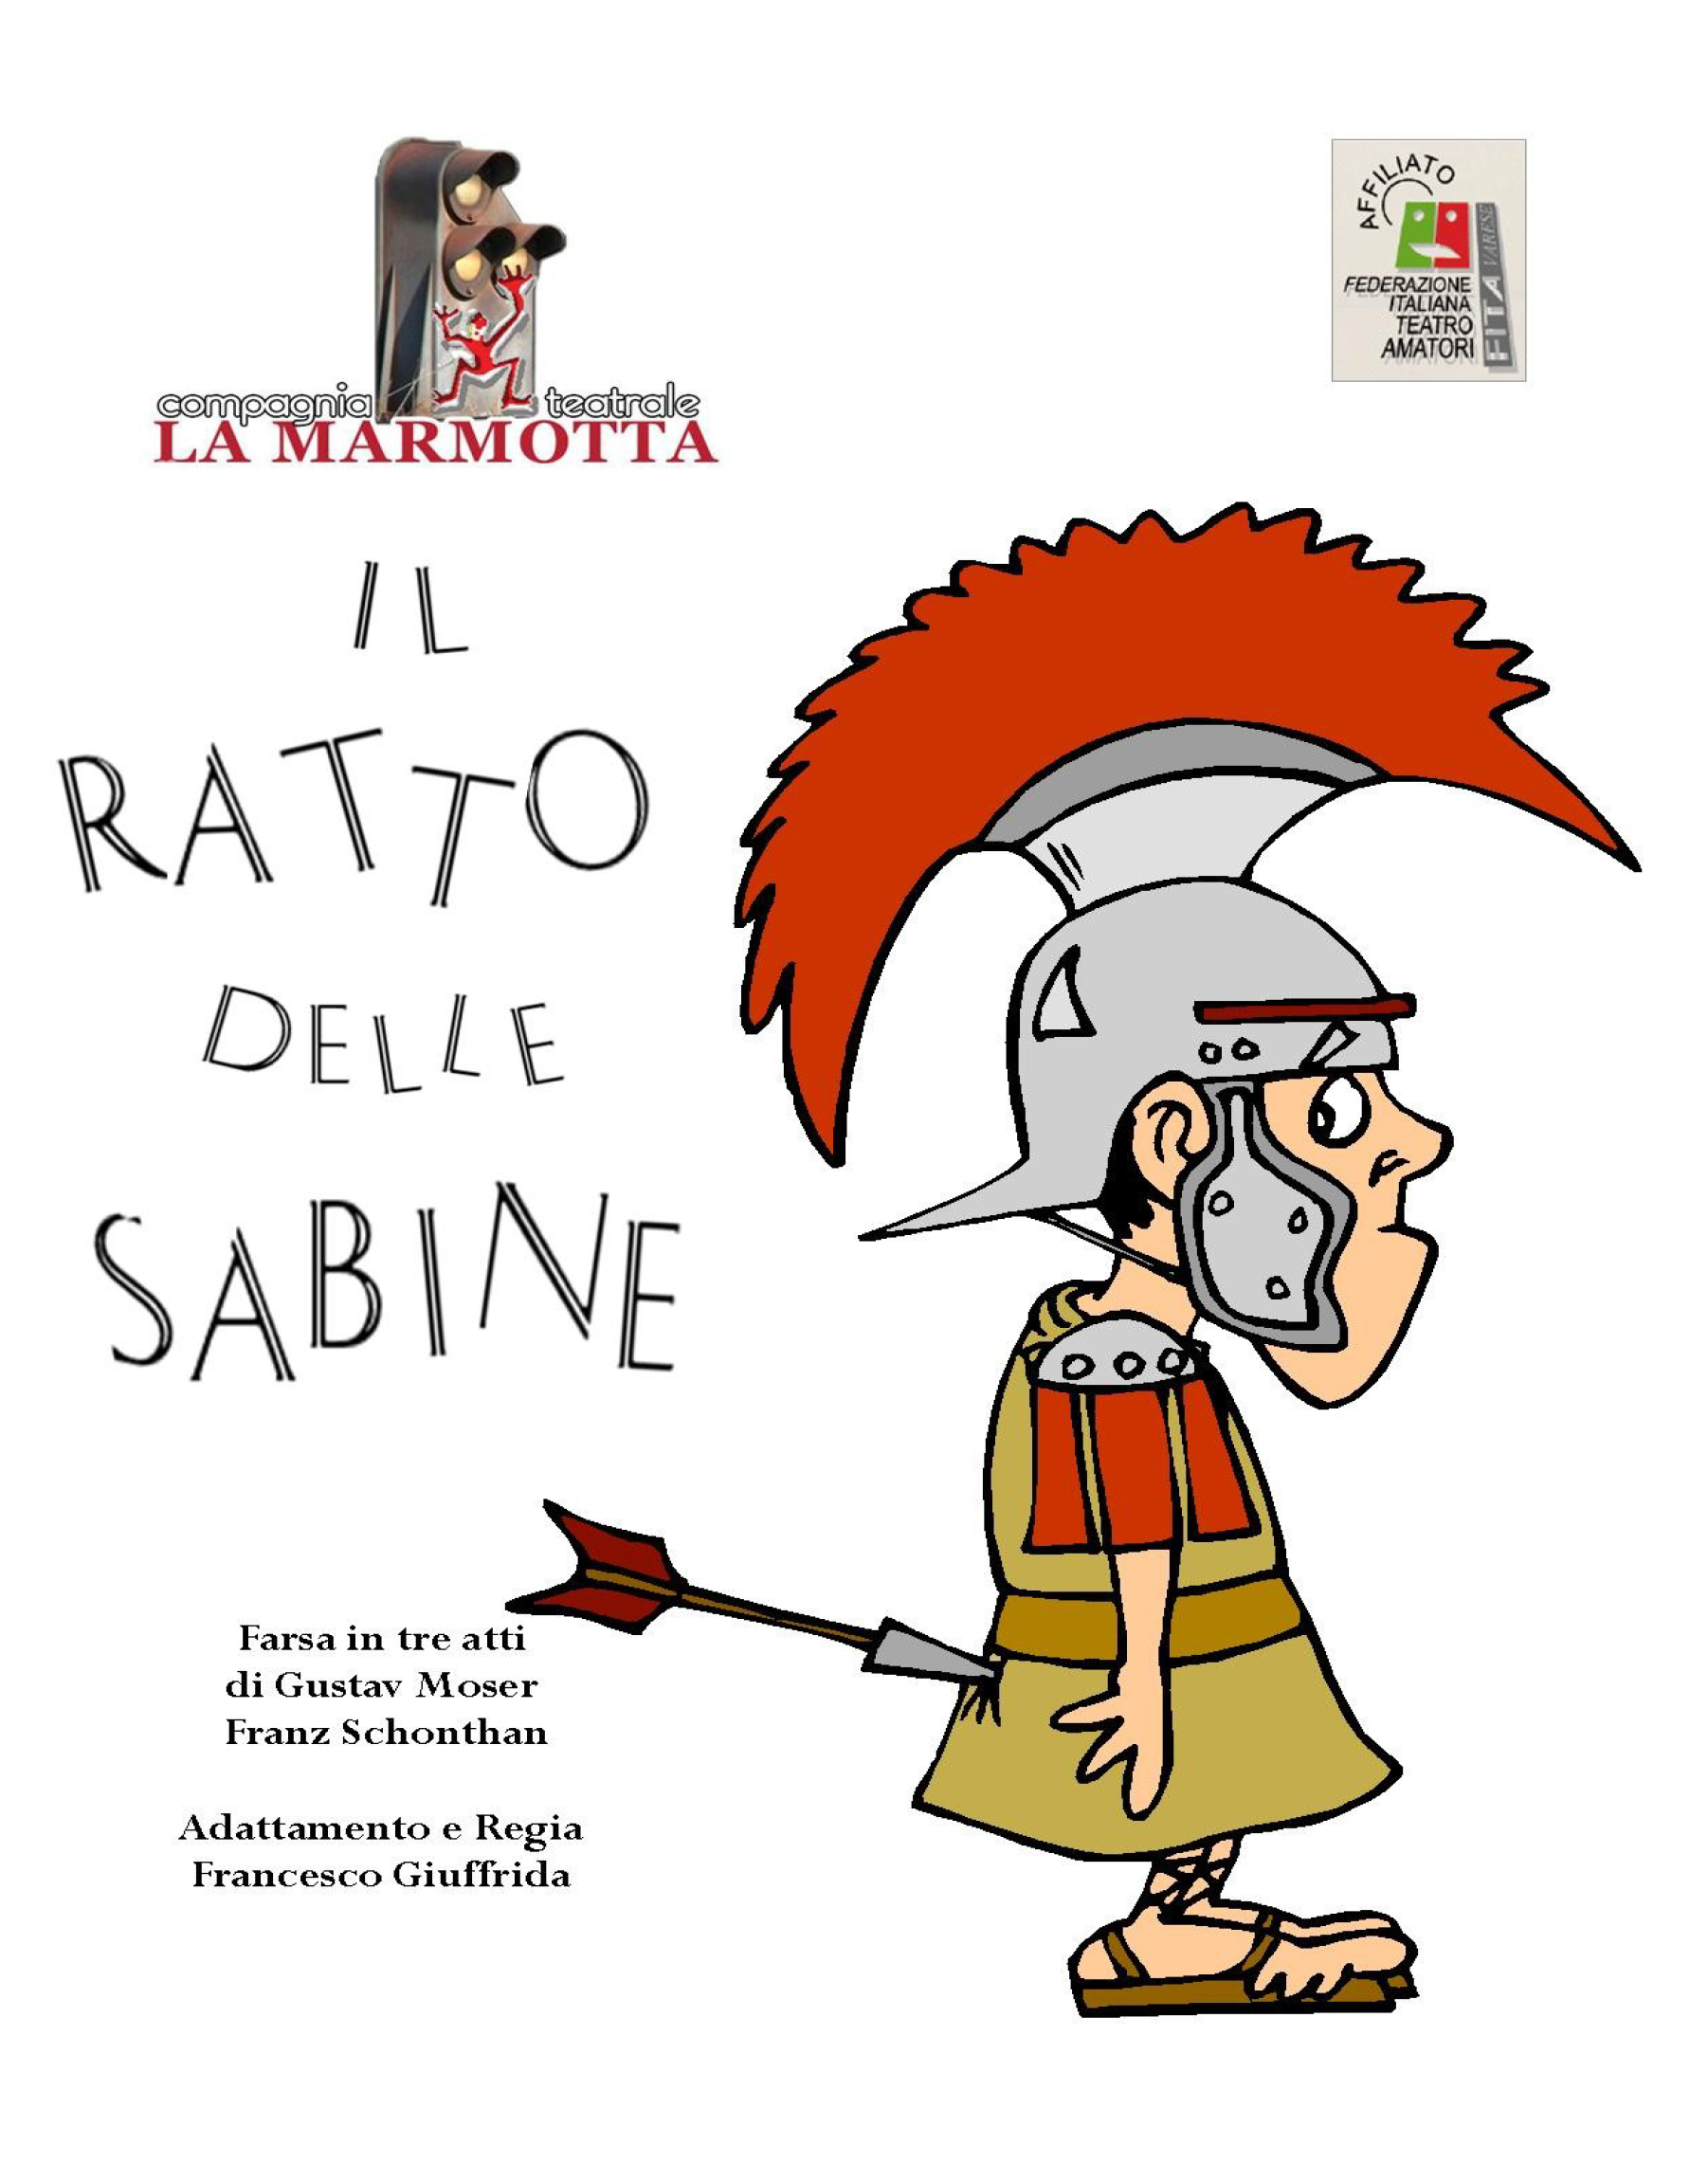 compagnia teatrale
LA MARMOTTA
AFFILIATO
FEDERAZIONE
ITALIANA
TEATRO
AMATORI
FITA VARESE
IL
RATTO
DELLE
SABINE
Farsa in tre atti
di Gustav Moser
Franz Schonthan
Adattamento e Regia
Francesco Giuffrida